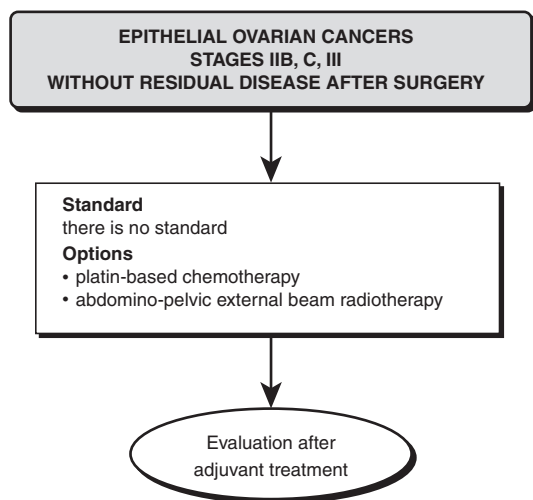 EPITHELIAL OVARIAN CANCERS
STAGES IIB, C, III
WITHOUT RESIDUAL DISEASE AFTER SURGERY
Standard
there is no standard
Options
• platin-based chemotherapy
• abdomino-pelvic external beam radiotherapy
Evaluation after
adjuvant treatment